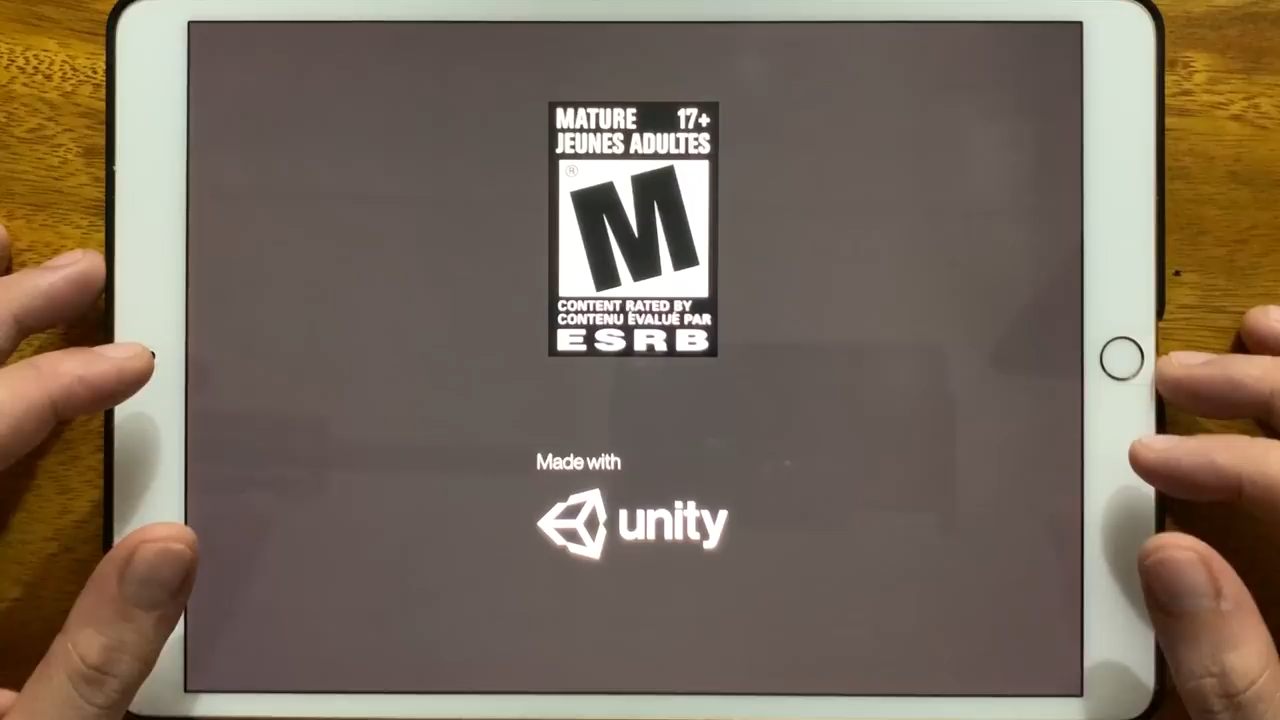 MATURE 17+
JEUNES ADULTES
®
M
CONTENT RATED BY
CONTENU ÉVALUÉ PAR
ESRB
Made with
unity